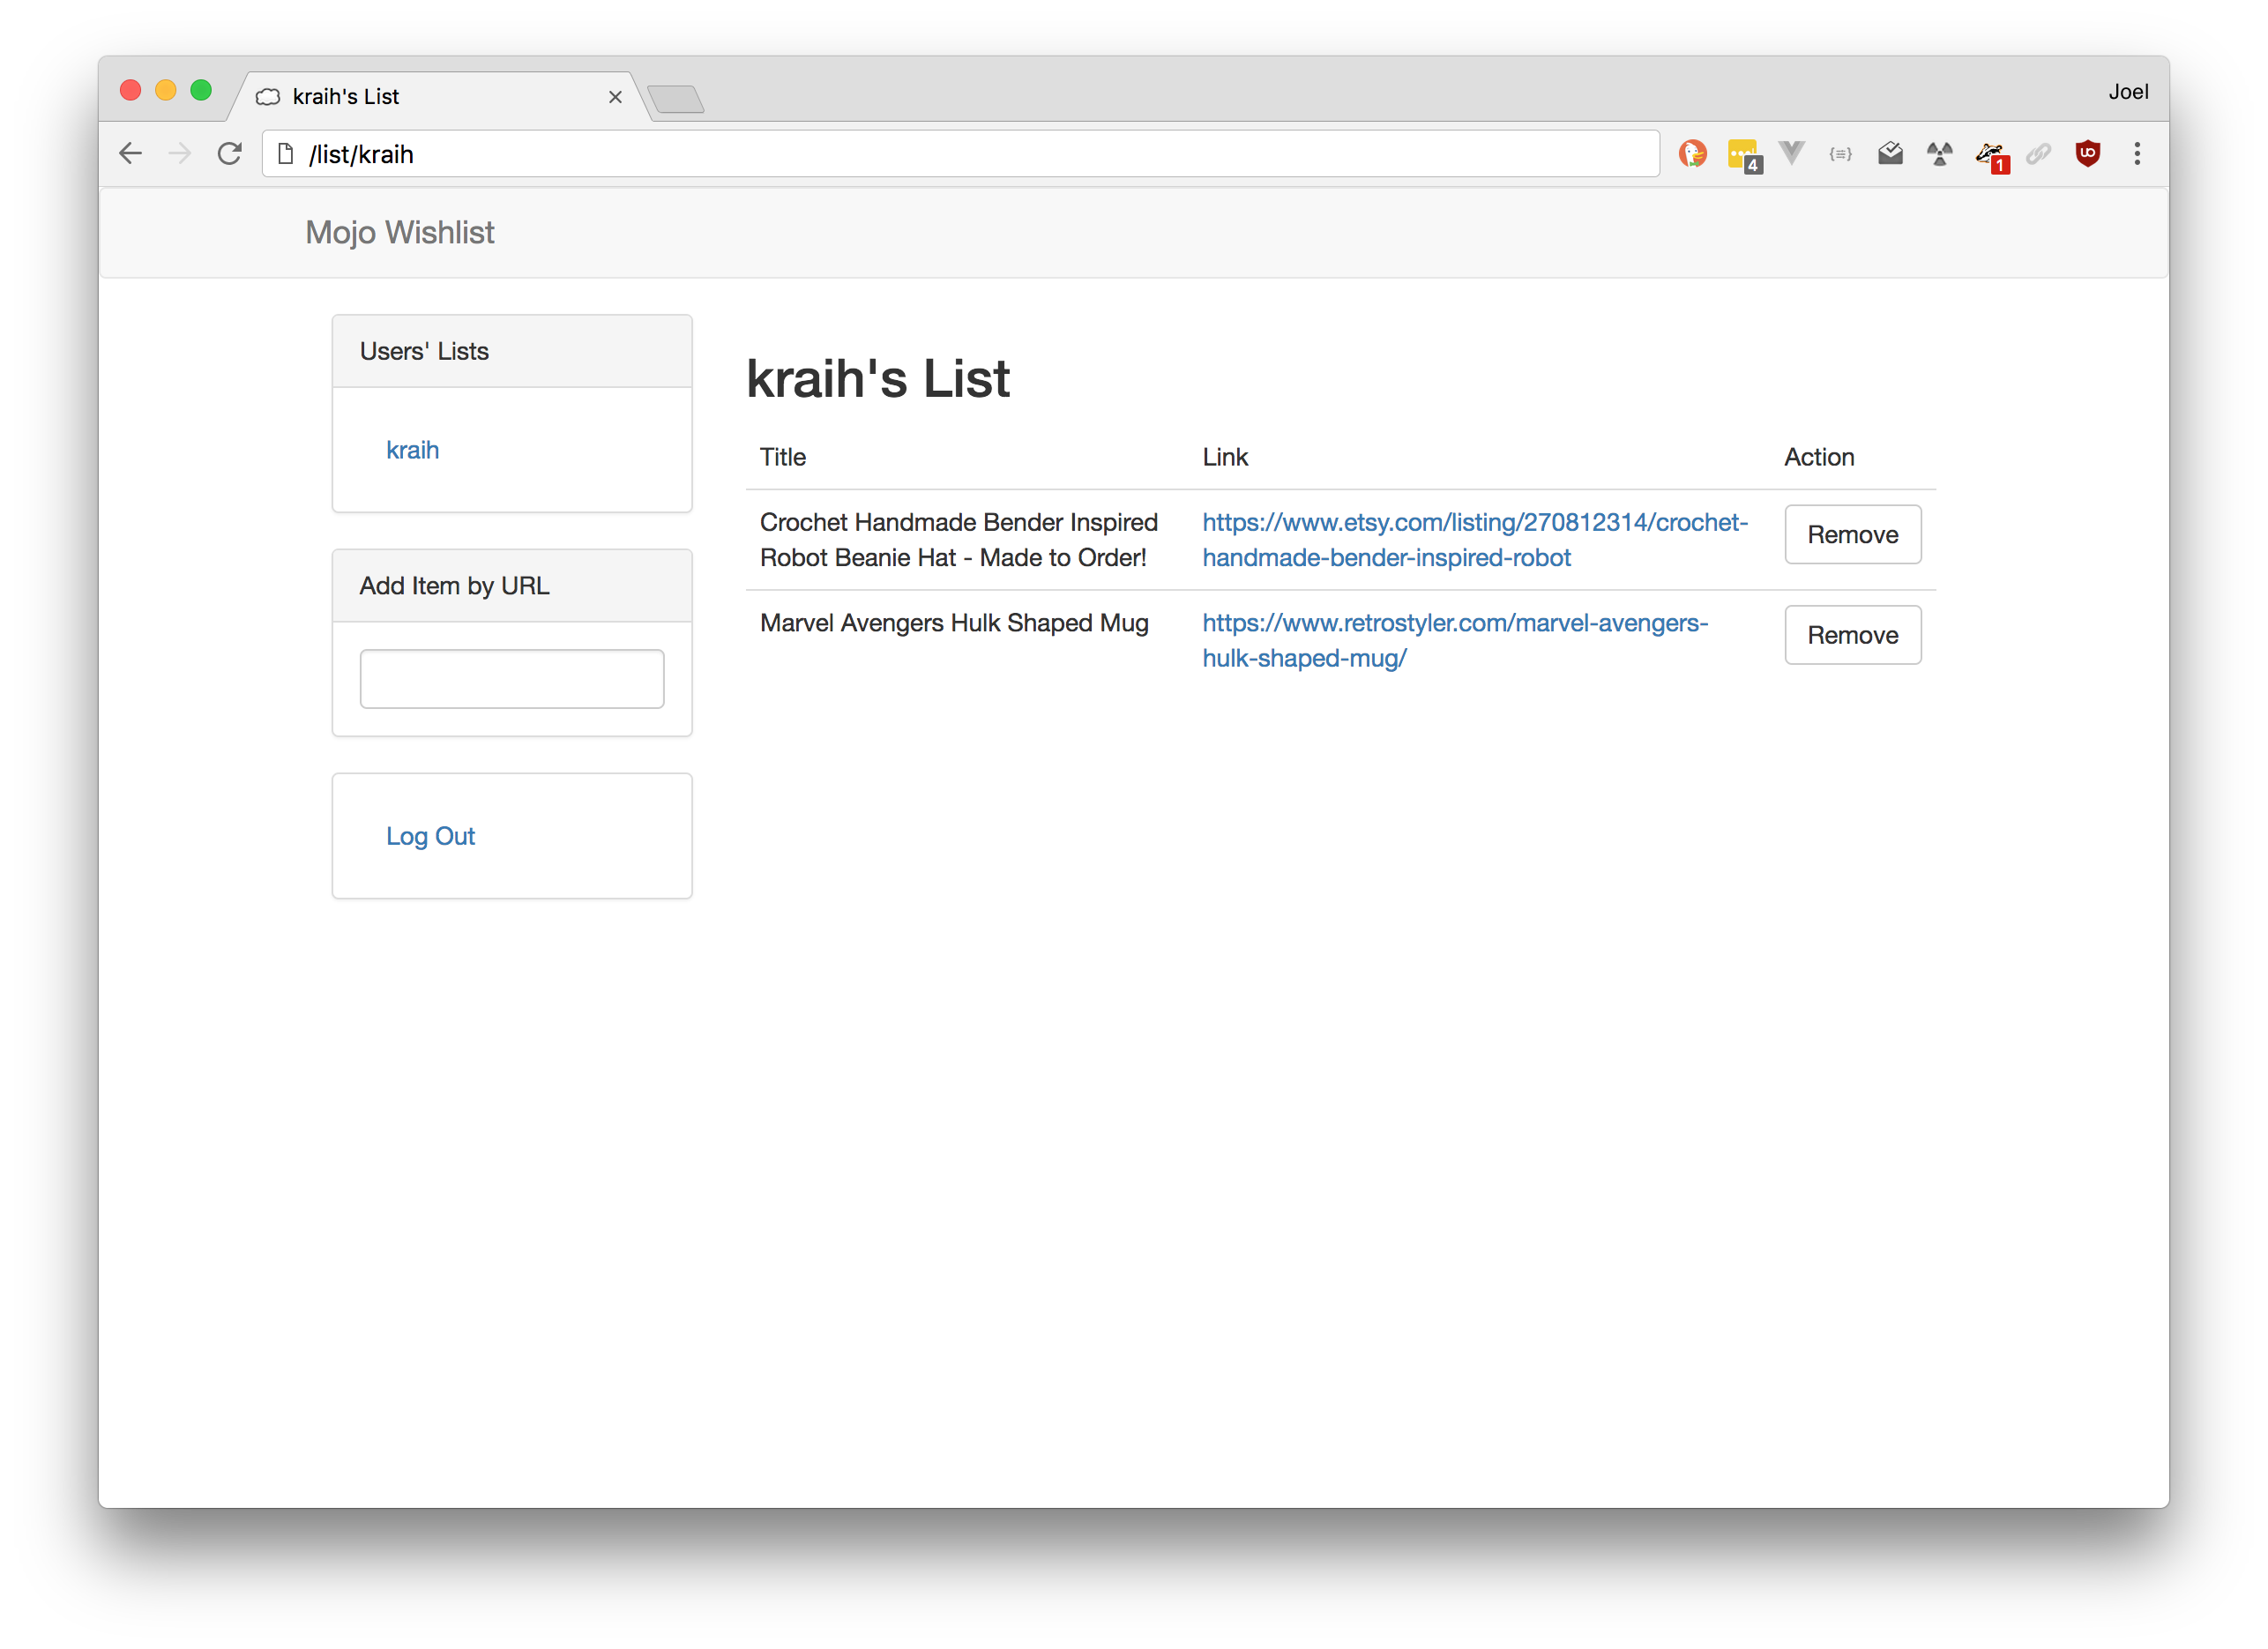 kraih's List
Joel
/list/kraih
4
{≡}
1
Mojo Wishlist
Users' Lists
kraih
Add Item by URL
Log Out
kraih's List
Title Link Action
Crochet Handmade Bender Inspired
Robot Beanie Hat - Made to Order!
https://www.etsy.com/listing/270812314/crochet-
handmade-bender-inspired-robot
Remove
Marvel Avengers Hulk Shaped Mug
https://www.retrostyler.com/marvel-avengers-
hulk-shaped-mug/
Remove